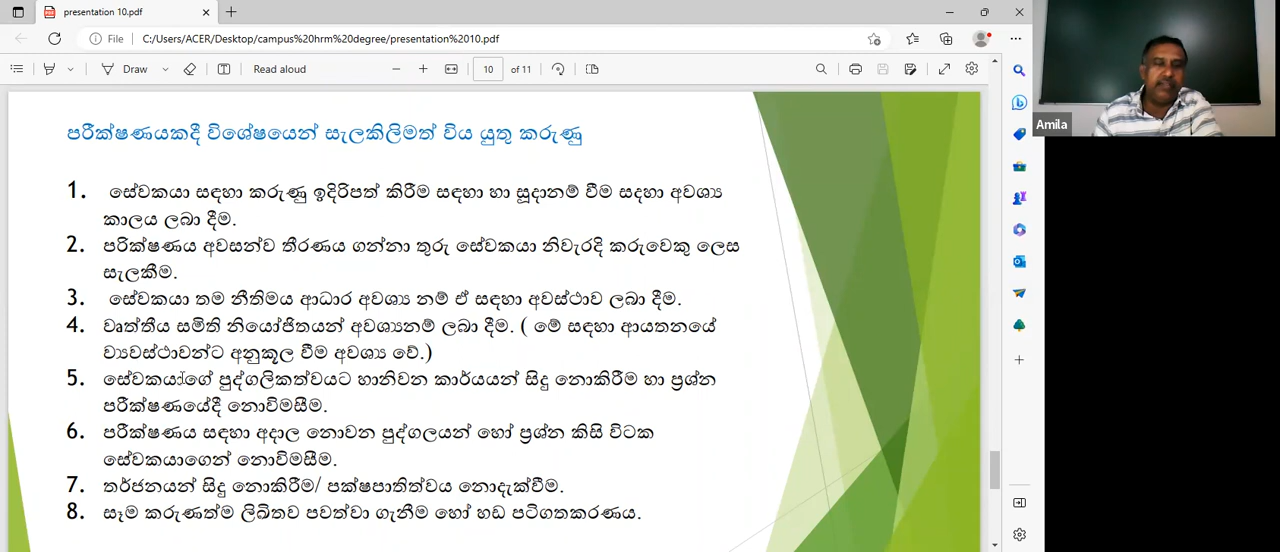 presentation 10.pdf
File
C:/Users/ACER/Desktop/campus%20hrm%20degree/presentation%2010.pdf
Draw
Read aloud
10 of 11
Amila
පරීක්ෂණයකදී විශේෂයෙන් සැලකිලිමත් විය යුතු කරුණු
1. සේවකයා සඳහා කරුණු ඉදිරිපත් කිරීම සඳහා හා සූදානම් වීම සදහා අවශ්‍ය
කාලය ලබා දීම.
2. පරික්ෂණය අවසන්ව තීරණය ගන්නා තුරු සේවකයා නිවැරදි කරුවෙකු ලෙස
සැලකීම.
3. සේවකයා තම නීතිමය ආධාර අවශ්‍ය නම් ඒ සඳහා අවස්ථාව ලබා දීම.
4. වෘත්තීය සමිති නියෝජිතයන් අවශ්‍යනම් ලබා දීම. ( මේ සඳහා ආයතනයේ
ව්‍යවස්ථාවන්ට අනුකූල වීම අවශ්‍ය වේ.)
5. සේවකයාගේ පුද්ගලිකත්වයට හානිවන කාර්යයන් සිදු නොකිරීම හා ප්‍රශ්න
පරීක්ෂණයේදී නොවිමසීම.
6. පරීක්ෂණය සඳහා අදාල නොවන පුද්ගලයන් හෝ ප්‍රශ්න කිසි විටක
සේවකයාගෙන් නොවිමසීම.
7. තර්ජනයන් සිදු නොකිරීම/ පක්ෂපාතිත්වය නොදැක්වීම.
8. සෑම කරුණත්ම ලිඛිතව පවත්වා ගැනීම හෝ හඬ පටිගතකරණය.